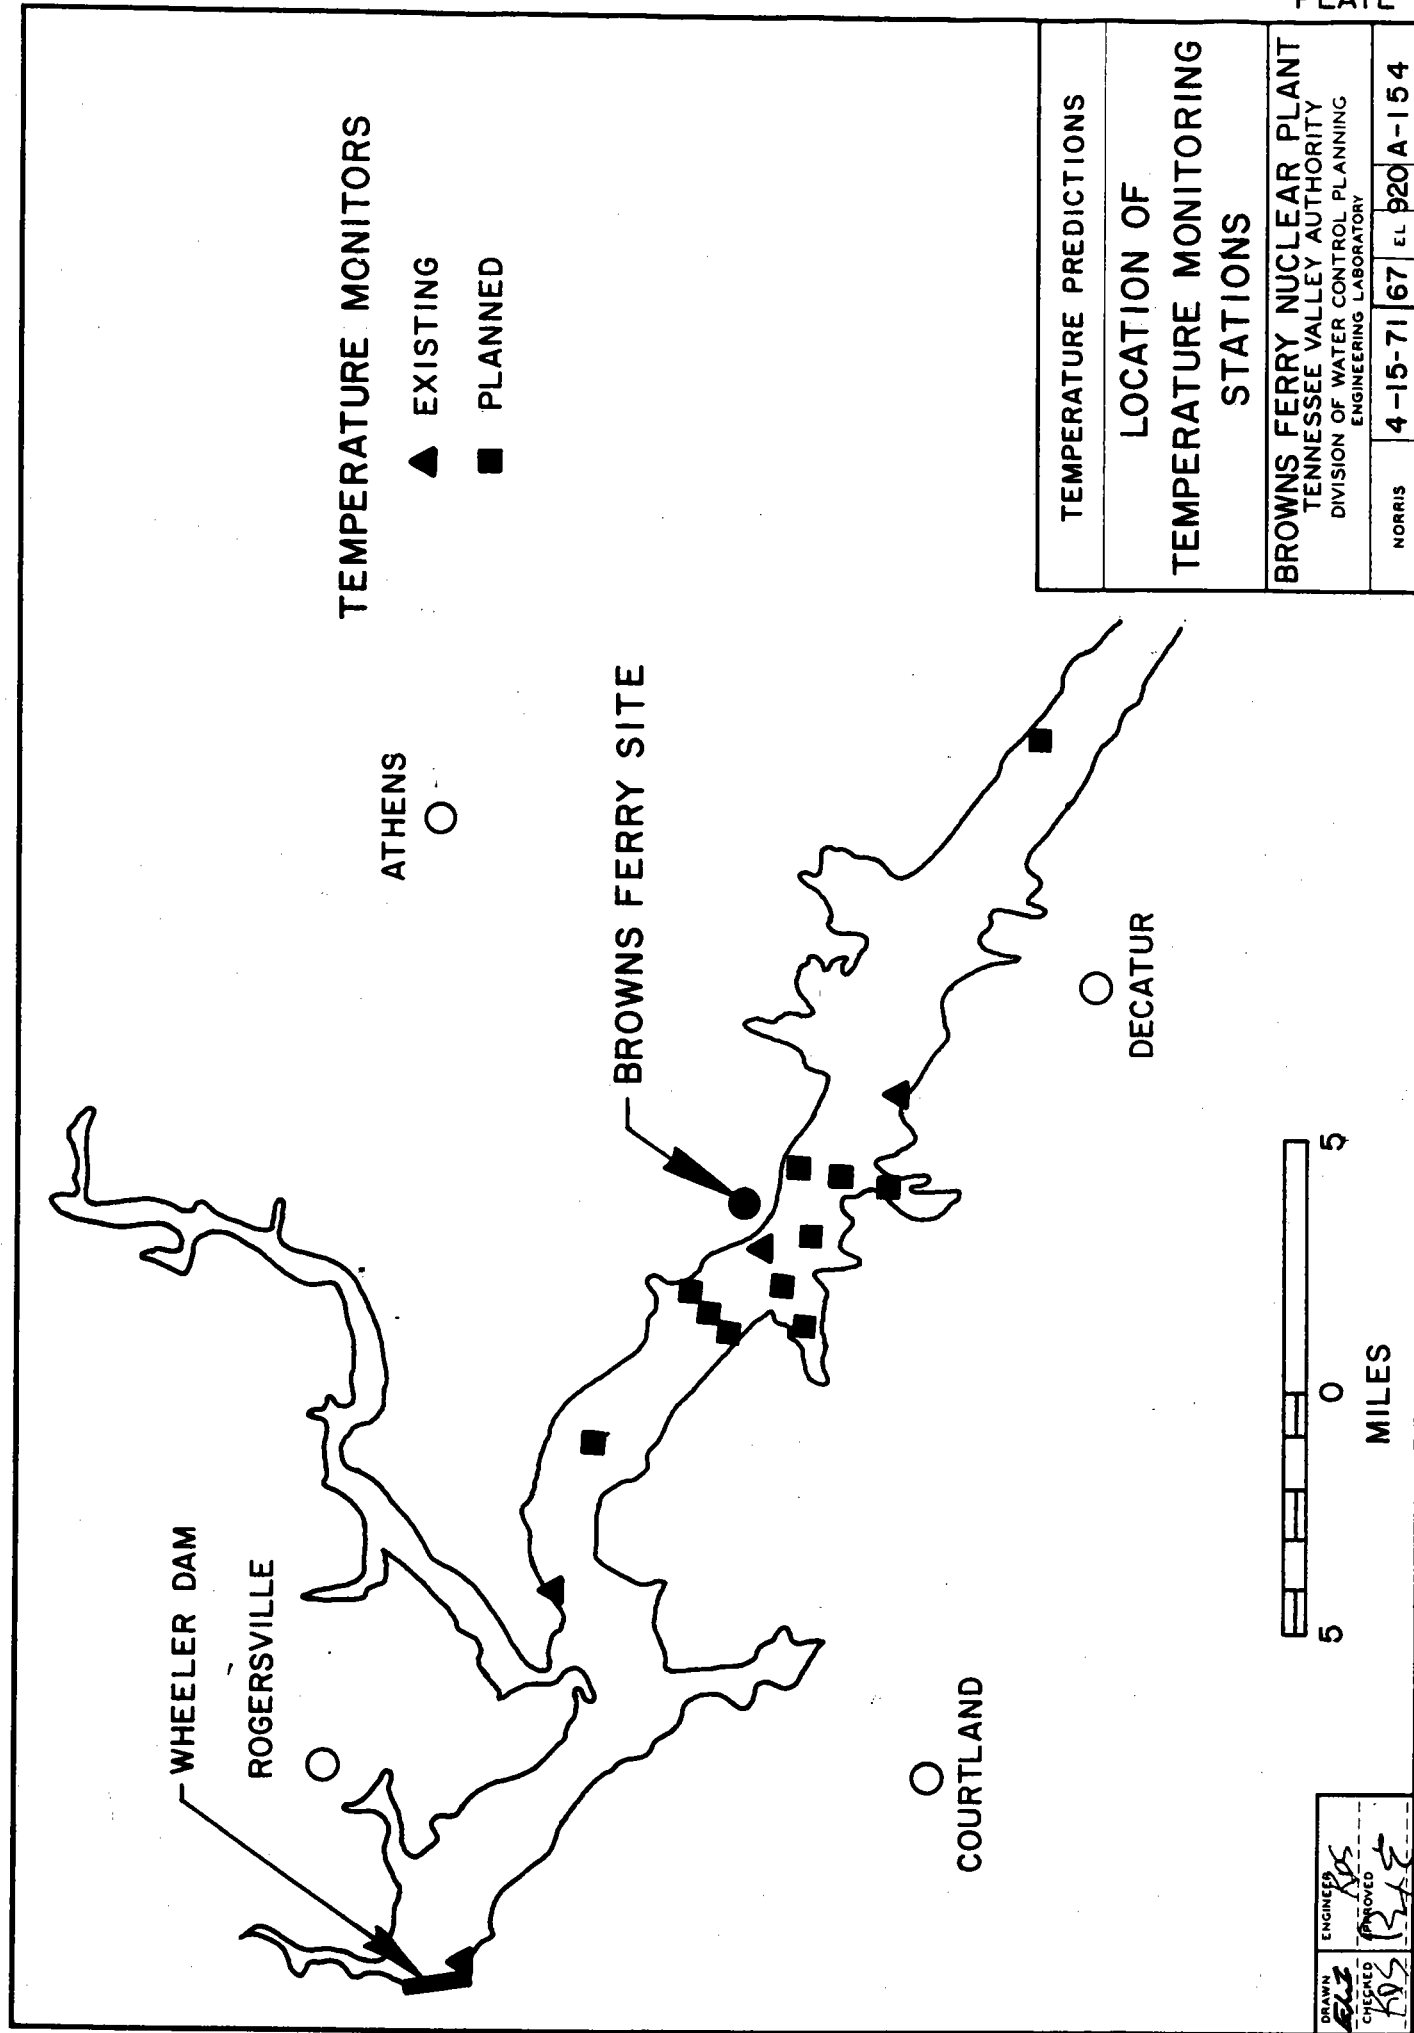 PLATE
TEMPERATURE MONITORS
EXISTING
PLANNED
ATHENS
BROWNS FERRY SITE
WHEELER DAM
ROGERSVILLE
DECATUR
COURTLAND
5 0 5
MILES
TEMPERATURE PREDICTIONS
LOCATION OF
TEMPERATURE MONITORING
STATIONS
BROWNS FERRY NUCLEAR PLANT
TENNESSEE VALLEY AUTHORITY
DIVISION OF WATER CONTROL PLANNING
ENGINEERING LABORATORY
NORRIS 4-15-71 67 EL 920 A-154
DRAWN ENGINEER
RDS
CHECKED APPROVED
RDS